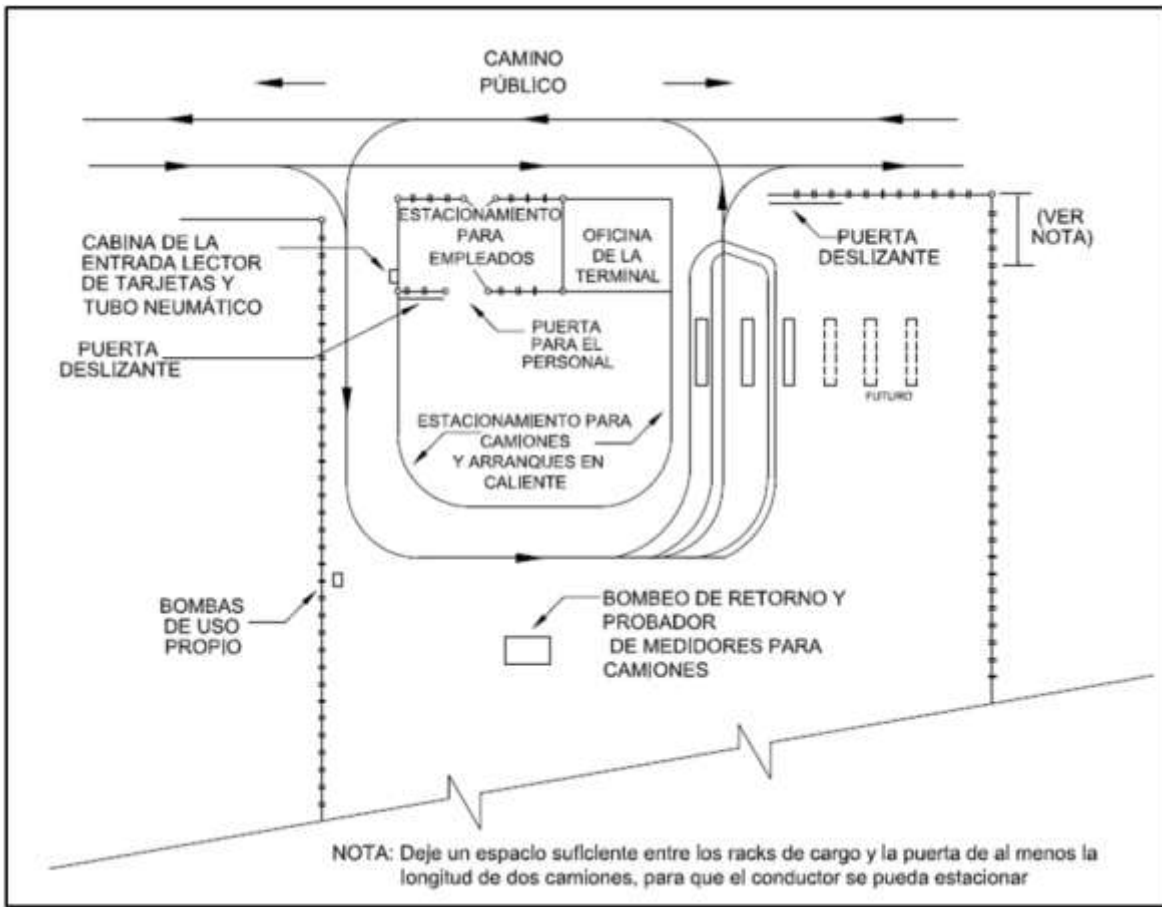 CAMINO
PÚBLICO
ESTACIONAMIENTO
PARA
EMPLEADOS
OFICINA
DE LA
TERMINAL
(VER
NOTA)
PUERTA
DESLIZANTE
CABINA DE LA
ENTRADA LECTOR
DE TARJETAS Y
TUBO NEUMÁTICO
PUERTA
DESLIZANTE
PUERTA
PARA EL
PERSONAL
FUTURO
ESTACIONAMIENTO PARA
CAMIONES
Y ARRANQUES EN
CALIENTE
BOMBAS
DE USO
PROPIO
BOMBEO DE RETORNO Y
PROBADOR
DE MEDIDORES PARA
CAMIONES
NOTA: Deje un espacio suficiente entre los racks de cargo y la puerta de al menos la
longitud de dos camiones, para que el conductor se pueda estacionar